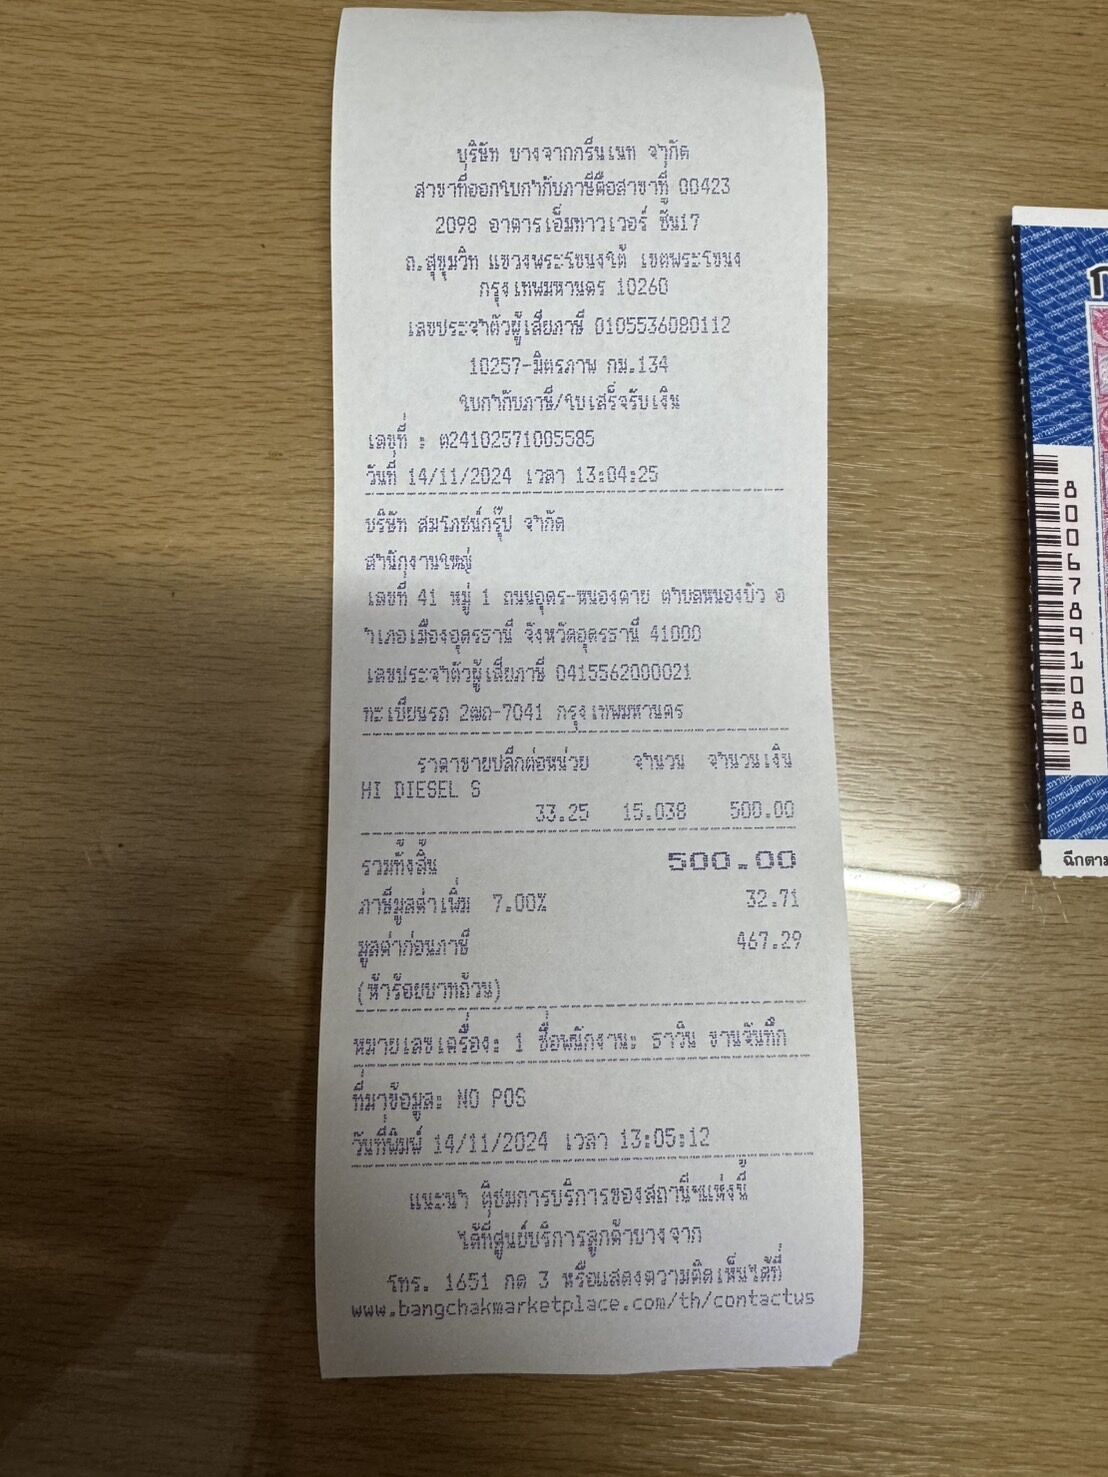 บริษัท บางจากกรีนเนท จำกัด
สาขาที่ออกใบกำกับภาษีคือสาขาที่ 00423
2098 อาคารเอ็มทาวเวอร์ ชั้น17
ถ.สุขุมวิท แขวงพระโขนงใต้ เขตพระโขนง
กรุงเทพมหานคร 10260
เลขประจำตัวผู้เสียภาษี 0105536080112
10257-มิตรภาพ กม.134
ใบกำกับภาษี/ใบเสร็จรับเงิน
เลขที่ : ต24102571005585
วันที่ 14/11/2024 เวลา 13:04:25
บริษัท สมโภชน์กรุ๊ป จำกัด
สำนักงานใหญ่
เลขที่ 41 หมู่ 1 ถนนอุดร-หนองคาย ตำบลหนองบัว อ
ำเภอเมืองอุดรธานี จังหวัดอุดรธานี 41000
เลขประจำตัวผู้เสียภาษี 0415562000021
ทะเบียนรถ 2ฒถ-7041 กรุงเทพมหานคร
ราคาขายปลีกต่อหน่วย จำนวน จำนวนเงิน
HI DIESEL S
33.25 15.038 500.00
รวมทั้งสิ้น 500.00
ภาษีมูลค่าเพิ่ม 7.00% 32.71
มูลค่าก่อนภาษี 467.29
(ห้าร้อยบาทถ้วน)
หมายเลขเครื่อง: 1 ชื่อพนักงาน: ธาวิน ขานจันทึก
ที่มาข้อมูล: NO POS
วันที่พิมพ์ 14/11/2024 เวลา 13:05:12
แนะนำ ติชมการบริการของสถานีฯแห่งนี้
ได้ที่ศูนย์บริการลูกค้าบางจาก
โทร. 1651 กด 3 หรือแสดงความคิดเห็นได้ที่
www.bangchakmarketplace.com/th/contactus
8006789108​0
ฉีกตาม